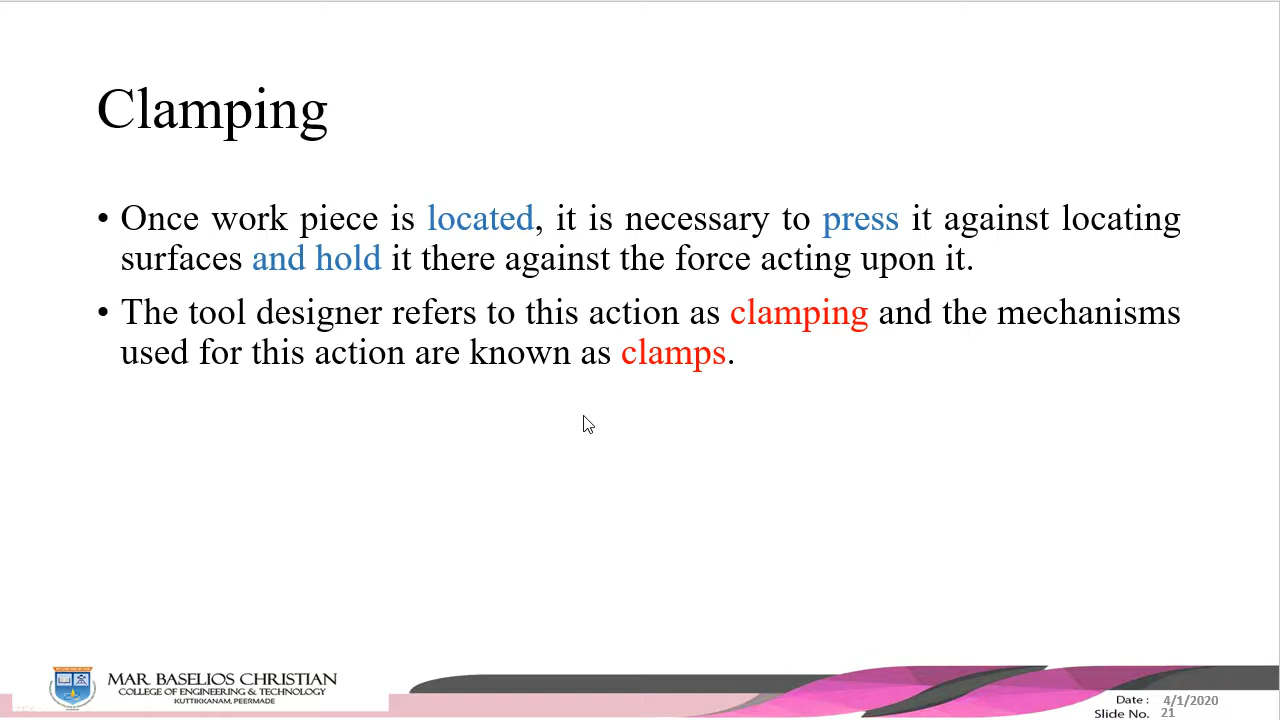 Clamping
• Once work piece is located, it is necessary to press it against locating
surfaces and hold it there against the force acting upon it.
• The tool designer refers to this action as clamping and the mechanisms
used for this action are known as clamps.
MAR BASELIOS CHRISTIAN
COLLEGE OF ENGINEERING & TECHNOLOGY
KUTTIKKANAM, PEERMADE
Date : 4/1/2020
Slide No. 21